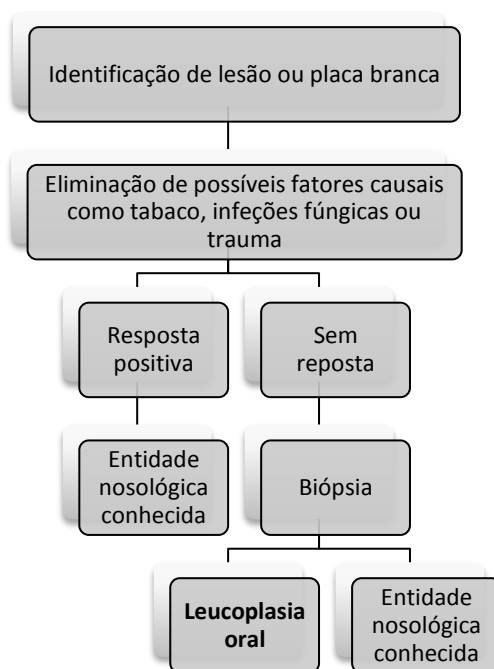 Identificação de lesão ou placa branca
Eliminação de possíveis fatores causais
como tabaco, infeções fúngicas ou
trauma
Resposta
positiva
Sem
reposta
Entidade
nosológica
conhecida
Biópsia
Leucoplasia
oral
Entidade
nosológica
conhecida